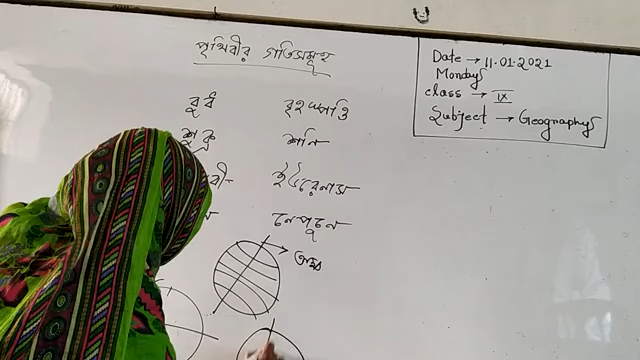 পৃথিবীর গতিসমূহ
Date → 11.01.2021
Monday
class → IX
Subject → Geography
বুধ বৃহস্পতি
শুক্র শনি
ইউরেনাস
নেপচুন
অক্ষ